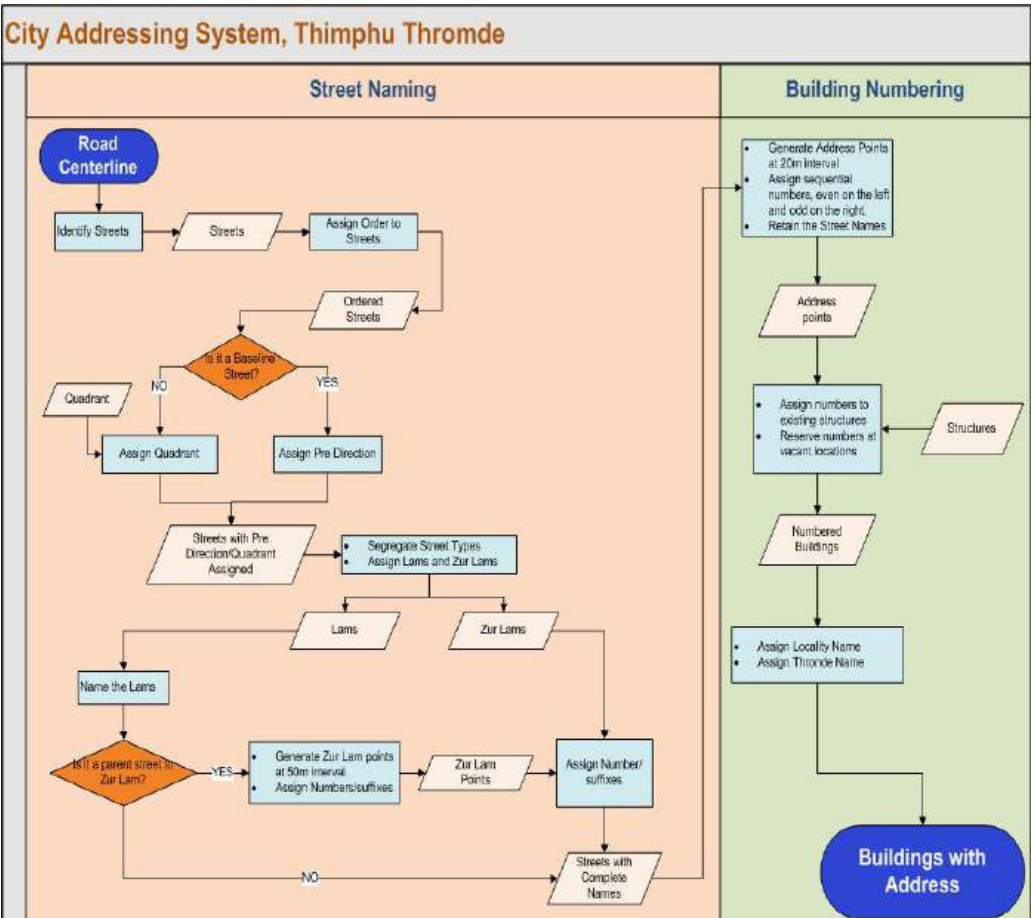 City Addressing System, Thimphu Thromde
Street Naming
Building Numbering
Road
Centerline
Identify Streets
Streets
Assign Order to
Streets
Ordered
Streets
Is it a Baseline
Street?
NO
YES
Quadrant
Assign Quadrant
Assign Pre Direction
Streets with Pre
Direction/Quadrant
Assigned
• Segregate Street Types
• Assign Lams and Zur Lams
Lams
Zur Lams
Name the Lams
Is it a parent street to
Zur Lam?
YES
• Generate Zur Lam points
at 50m interval
• Assign Numbers/suffixes
Zur Lam
Points
Assign Number/
suffixes
NO
Streets with
Complete
Names
• Generate Address Points
at 20m interval
• Assign sequential
numbers, even on the left
and odd on the right.
• Retain the Street Names
Address
points
• Assign numbers to
existing structures
• Reserve numbers at
vacant locations
Structures
Numbered
Buildings
• Assign Locality Name
• Assign Thromde Name
Buildings with
Address